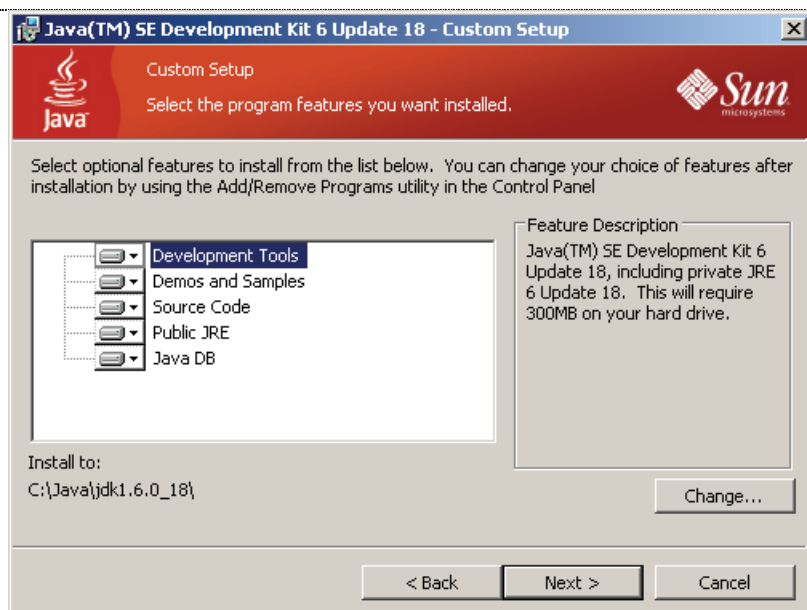 Java(TM) SE Development Kit 6 Update 18 - Custom Setup
Custom Setup
Select the program features you want installed.
Java
Sun
microsystems
Select optional features to install from the list below. You can change your choice of features after
installation by using the Add/Remove Programs utility in the Control Panel
Development Tools
Demos and Samples
Source Code
Public JRE
Java DB
Feature Description
Java(TM) SE Development Kit 6
Update 18, including private JRE
6 Update 18. This will require
300MB on your hard drive.
Install to:
C:\Java\jdk1.6.0_18\
Change...
< Back
Next >
Cancel